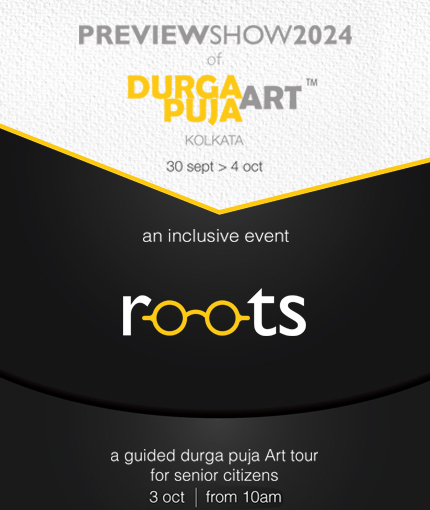 PREVIEWSHOW2024
of
DURGA
PUJA ART ™
KOLKATA
30 sept > 4 oct
an inclusive event
roots
a guided durga puja Art tour
for senior citizens
3 oct | from 10am